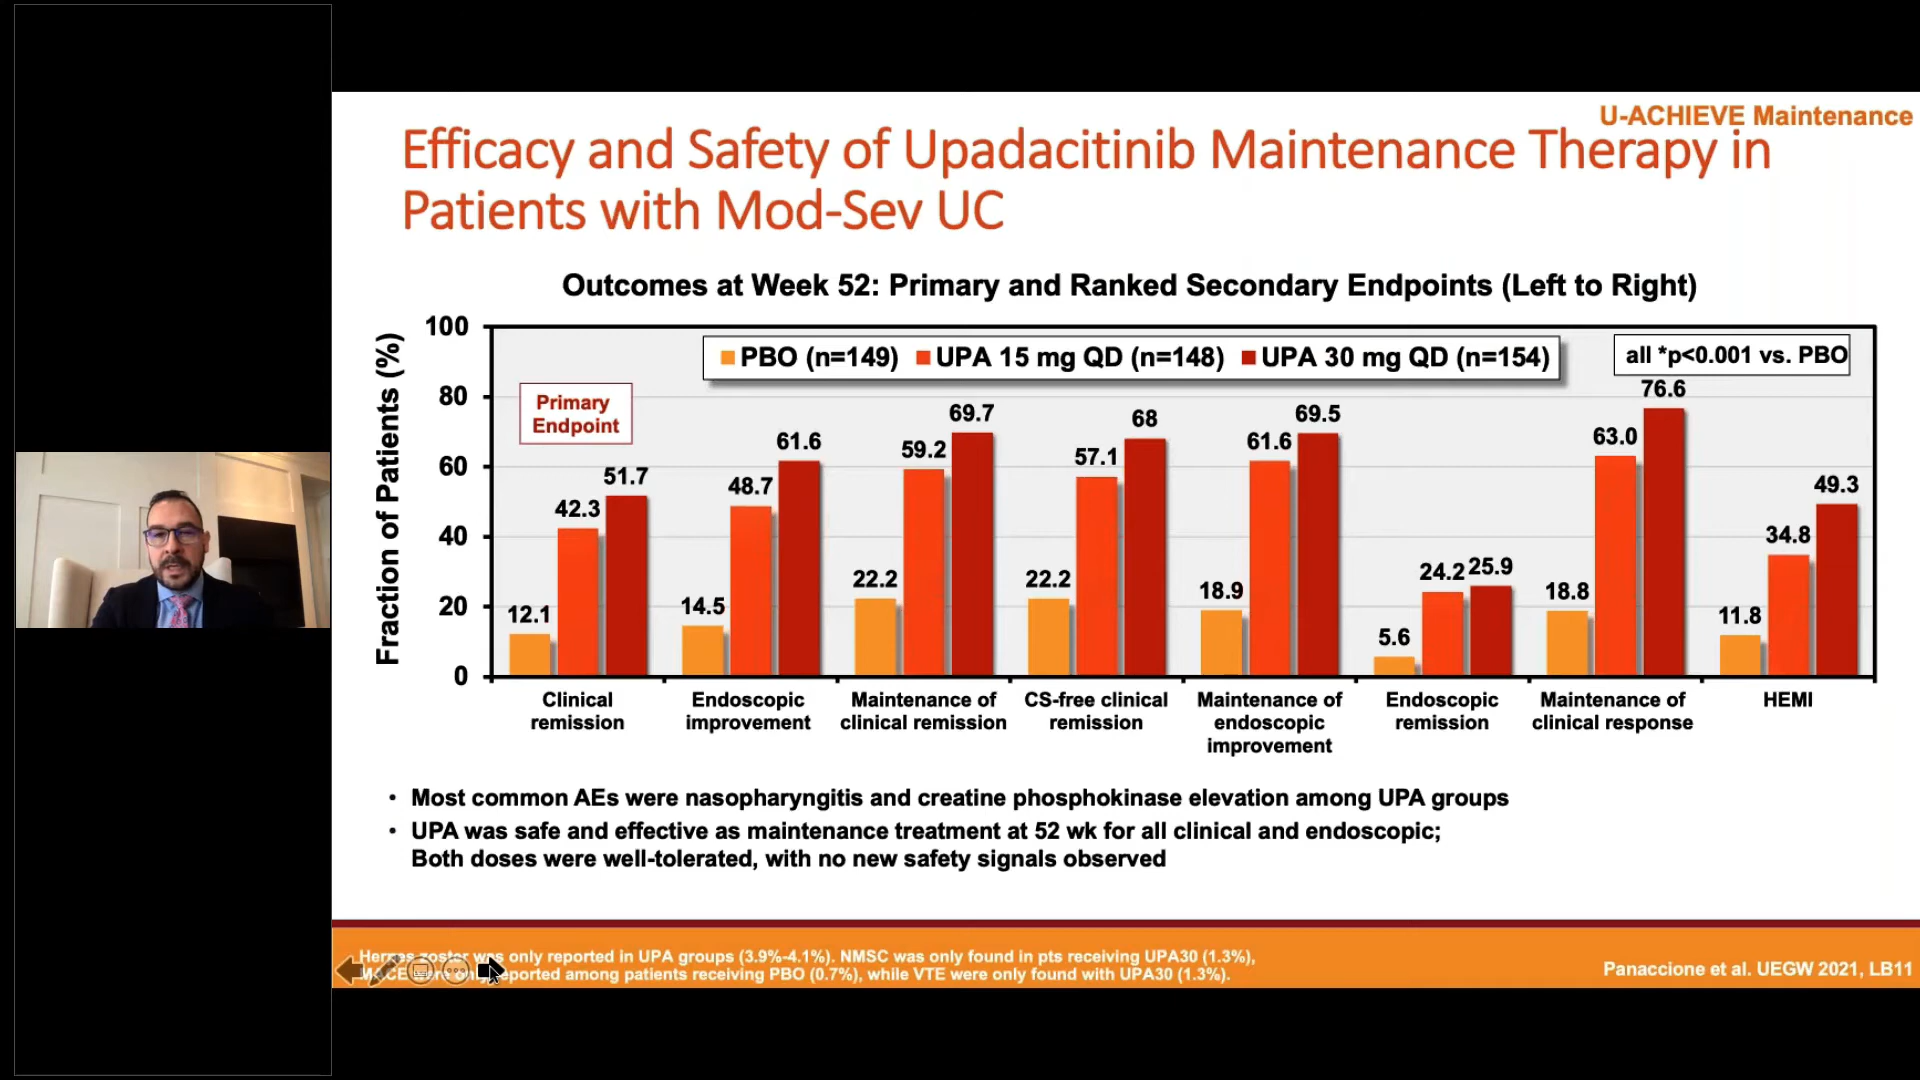 U-ACHIEVE Maintenance
Efficacy and Safety of Upadacitinib Maintenance Therapy in
Patients with Mod-Sev UC
Outcomes at Week 52: Primary and Ranked Secondary Endpoints (Left to Right)
Fraction of Patients (%)
100
80
60
40
20
0
PBO (n=149) UPA 15 mg QD (n=148) UPA 30 mg QD (n=154)
all *p<0.001 vs. PBO
Primary
Endpoint
12.1 42.3 51.7
14.5 48.7 61.6
22.2 59.2 69.7
22.2 57.1 68
18.9 61.6 69.5
5.6 24.2 25.9
18.8 63.0 76.6
11.8 34.8 49.3
Clinical
remission
Endoscopic
improvement
Maintenance of
clinical remission
CS-free clinical
remission
Maintenance of
endoscopic
improvement
Endoscopic
remission
Maintenance of
clinical response
HEMI
• Most common AEs were nasopharyngitis and creatine phosphokinase elevation among UPA groups
• UPA was safe and effective as maintenance treatment at 52 wk for all clinical and endoscopic;
Both doses were well-tolerated, with no new safety signals observed
Herpes zoster was only reported in UPA groups (3.9%-4.1%). NMSC was only found in pts receiving UPA30 (1.3%),
MACE were only reported among patients receiving PBO (0.7%), while VTE were only found with UPA30 (1.3%).
Panaccione et al. UEGW 2021, LB11